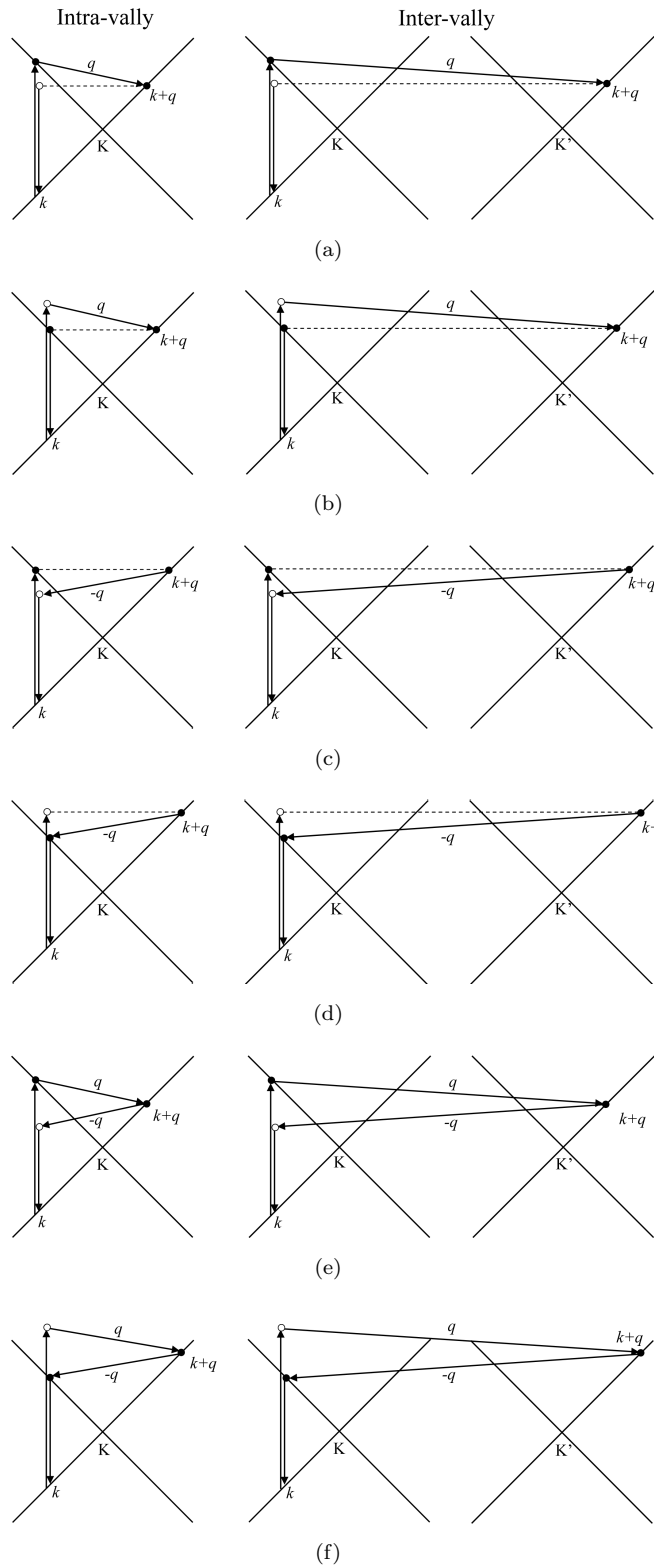 Intra-vally Inter-vally
q q
k+q k+q
K K K'
k k
(a)
q q
k+q k+q
K K K'
k k
(b)
k+q k+q
-q -q
K K K'
k k
(c)
k+q k+
-q -q
K K K'
k k
(d)
q q
-q k+q -q k+q
K K K'
k k
(e)
q q k+q
k+q
-q -q
K K K'
k k
(f)